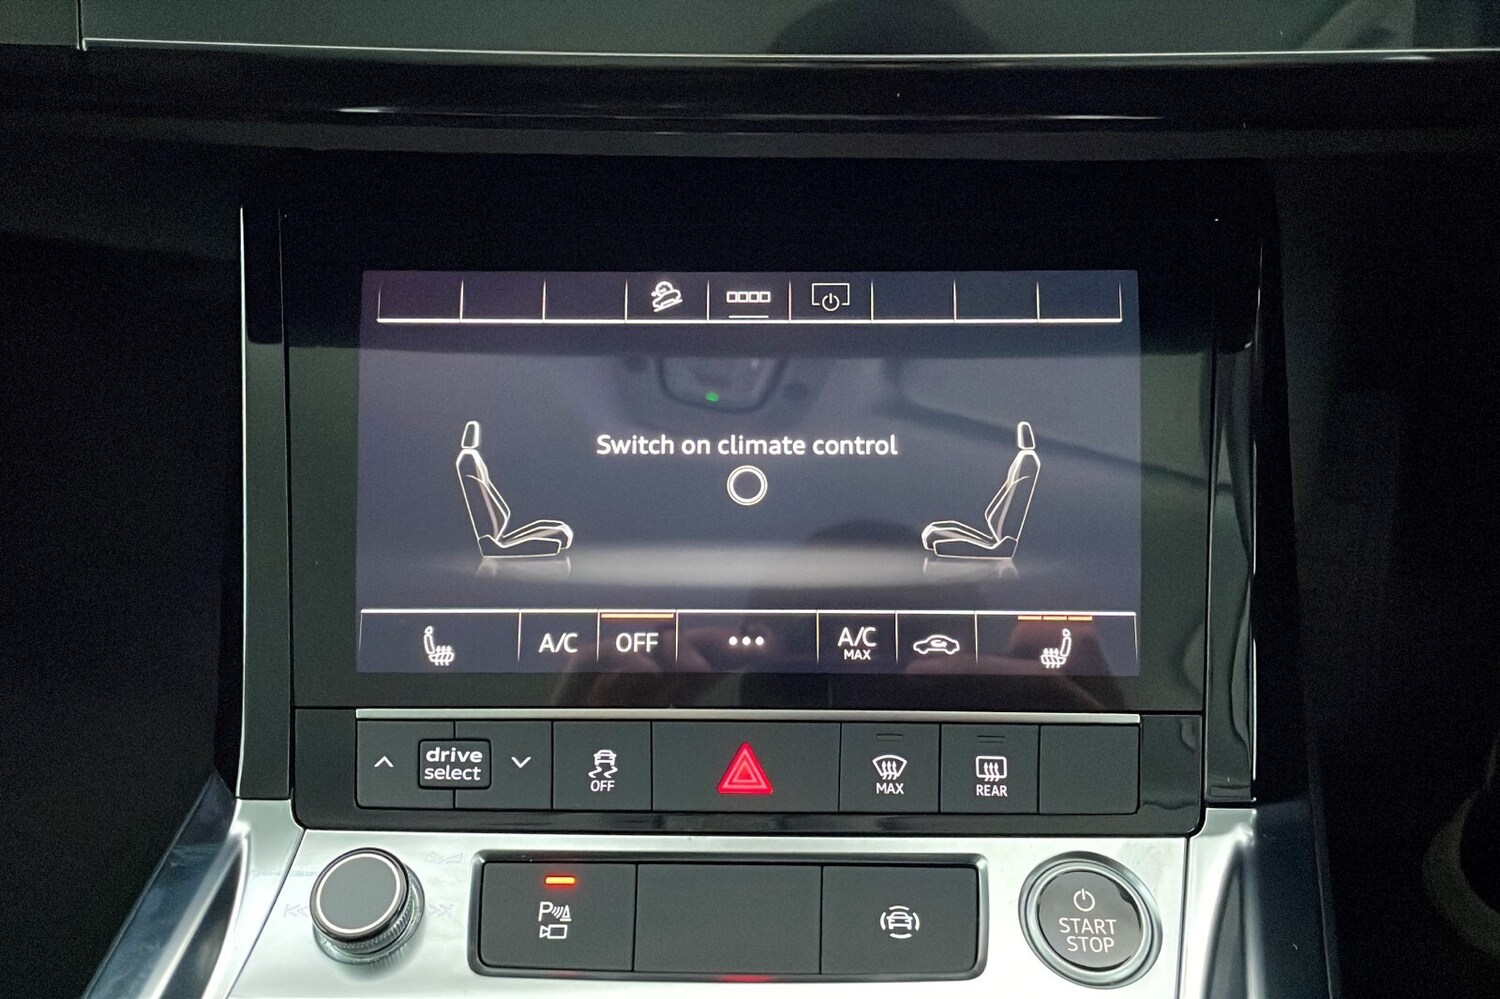 Switch on climate control
A/C
OFF
A/C
MAX
drive
select
OFF
MAX
REAR
P
START
STOP